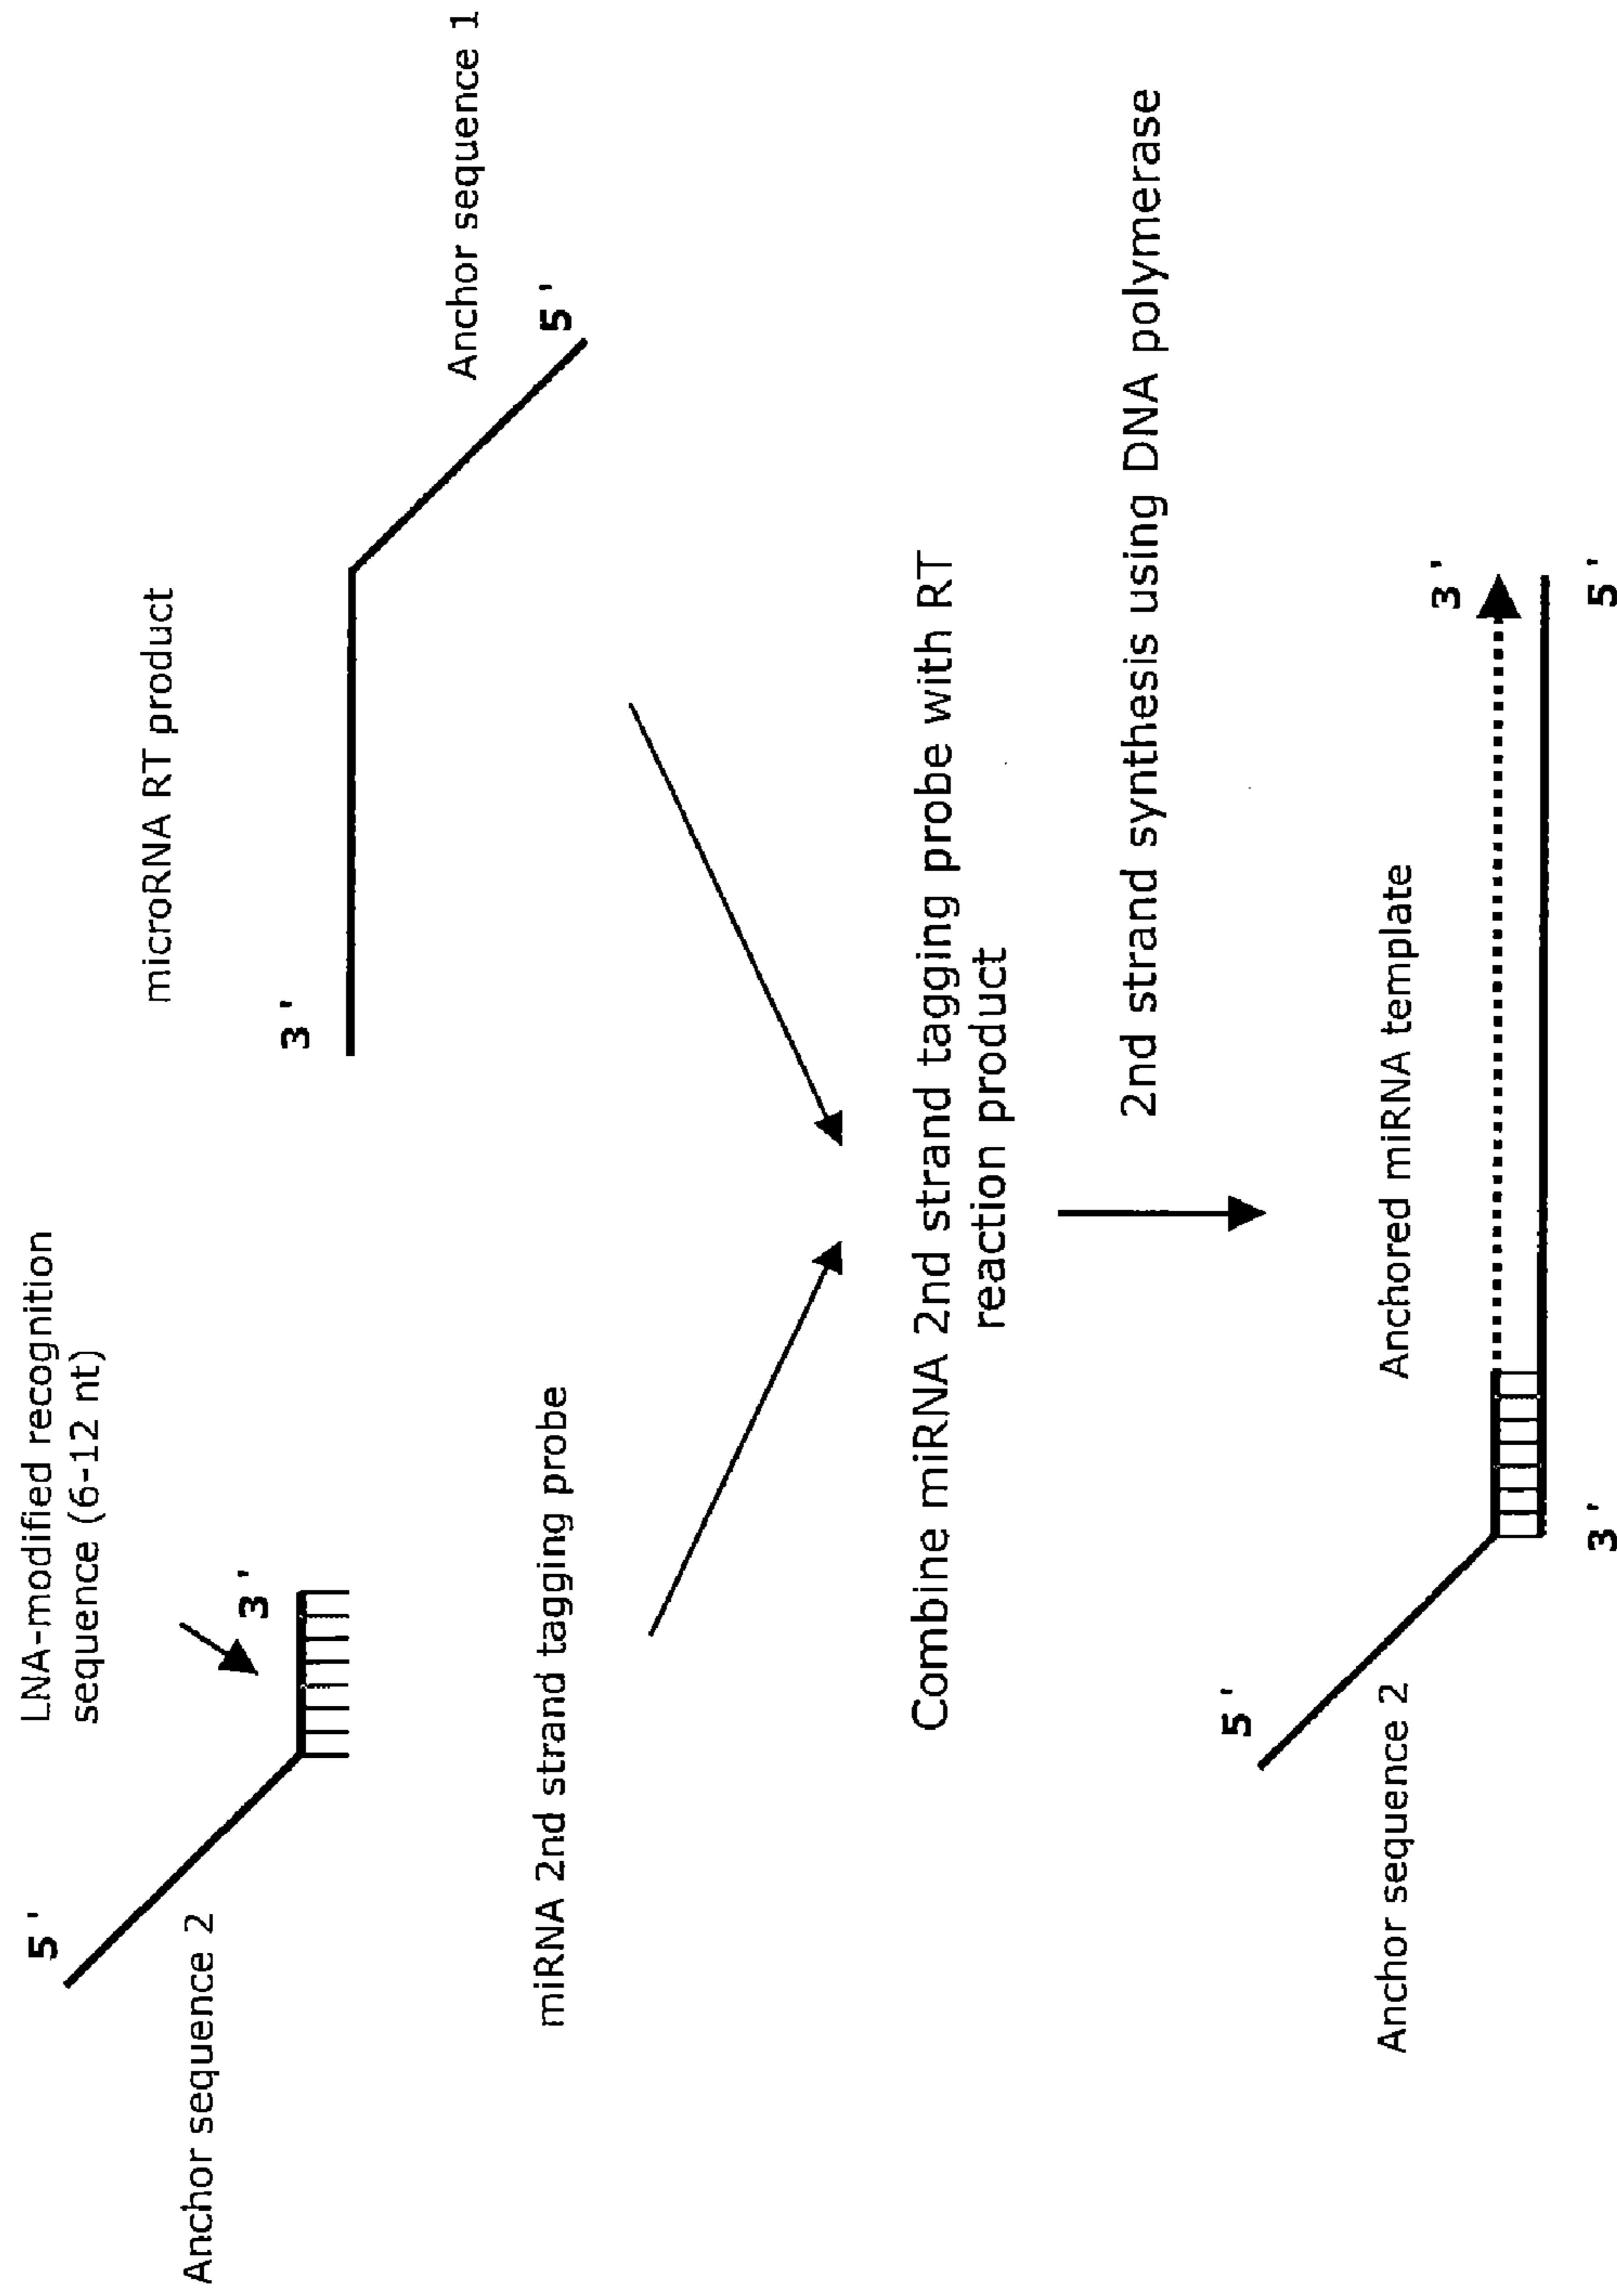 LNA-modified recognition
sequence (6-12 nt)
5'
3'
Anchor sequence 2
miRNA 2nd strand tagging probe
microRNA RT product
3'
Anchor sequence 1
5'
Combine miRNA 2nd strand tagging probe with RT
reaction product
2nd strand synthesis using DNA polymerase
5'
Anchor sequence 2
Anchored miRNA template
3'
3'
5'